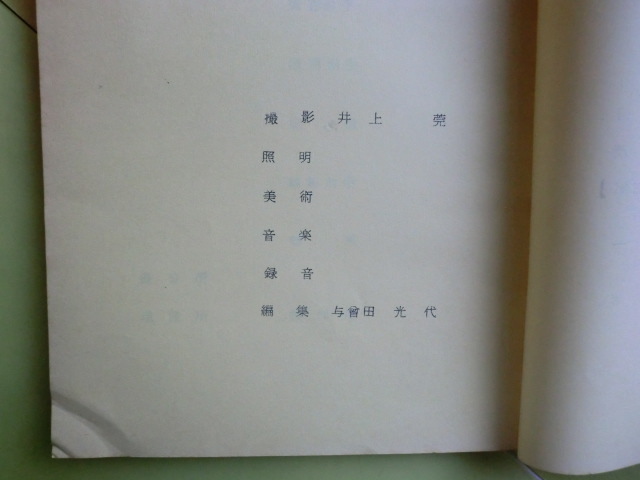 撮影 井上 莞
照明
美術
音楽
録音
編集 与曾田光代